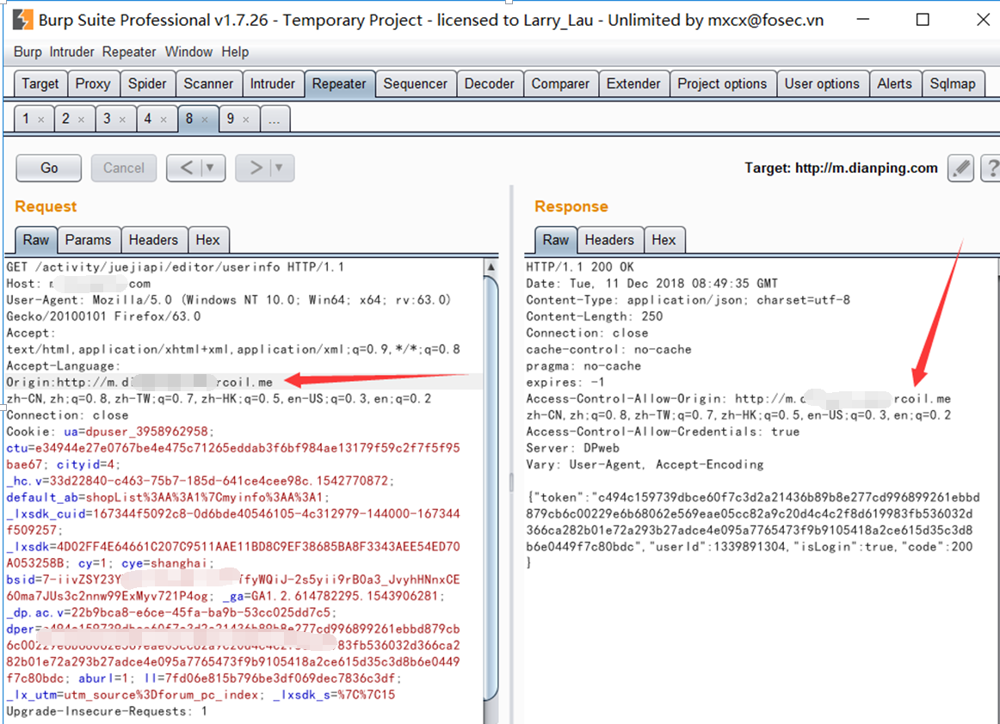 Burp Suite Professional v1.7.26 - Temporary Project - licensed to Larry_Lau - Unlimited by mxcx@fosec.vn
Burp Intruder Repeater Window Help
Target Proxy Spider Scanner Intruder Repeater Sequencer Decoder Comparer Extender Project options User options Alerts Sqlmap
1 × 2 × 3 × 4 × 8 × 9 × ...
Go Cancel < > Target: http://m.dianping.com ?
Request
Raw Params Headers Hex
GET /activity/juejiapi/editor/userinfo HTTP/1.1
Host: com
User-Agent: Mozilla/5.0 (Windows NT 10.0; Win64; x64; rv:63.0)
Gecko/20100101 Firefox/63.0
Accept:
text/html,application/xhtml+xml,application/xml;q=0.9,*/*;q=0.8
Accept-Language:
Origin:http://m.di rcoil.me
zh-CN,zh;q=0.8,zh-TW;q=0.7,zh-HK;q=0.5,en-US;q=0.3,en;q=0.2
Connection: close
Cookie: ua=dpuser_3958962958;
ctu=e34944e27e0767be4e475c71265eddab3f6bf984ae13179f59c2f7f5f95
bae67; cityid=4;
_hc.v=33d22840-c463-75b7-185d-641ce4cee98c.1542770872;
default_ab=shopList%3AA%3A1%7Cmyinfo%3AA%3A1;
_lxsdk_cuid=167344f5092c8-0d6bde40546105-4c312979-144000-167344
f509257;
_lxsdk=4D02FF4E64661C207C9511AAE11BD8C9EF38685BA8F3343AEE54ED70
A053258B; cy=1; cye=shanghai;
bsid=7-iivZSY23Y fyWQiJ-2s5yii9rB0a3_JvyhHNnxCE
60ma7JUs3c2nnw99ExMyv721P4og; _ga=GA1.2.614782295.1543906281;
_dp.ac.v=22b9bca8-e6ce-45fa-ba9b-53cc025dd7c5;
dper= d996899261ebbd879cb
6c00 83fb536032d366ca2
82b01e72a293b27adce4e095a7765473f9b9105418a2ce615d35c3d8b6e0449
f7c80bdc; aburl=1; ll=7fd06e815b796be3df069dec7836c3df;
_lx_utm=utm_source%3Dforum_pc_index; _lxsdk_s=%7C%7C15
Upgrade-Insecure-Requests: 1
Response
Raw Headers Hex
HTTP/1.1 200 OK
Date: Tue, 11 Dec 2018 08:49:35 GMT
Content-Type: application/json; charset=utf-8
Content-Length: 250
Connection: close
cache-control: no-cache
pragma: no-cache
expires: -1
Access-Control-Allow-Origin: http://m. rcoil.me
zh-CN,zh;q=0.8,zh-TW;q=0.7,zh-HK;q=0.5,en-US;q=0.3,en;q=0.2
Access-Control-Allow-Credentials: true
Server: DPweb
Vary: User-Agent, Accept-Encoding
{"token":"c494c159739dbce60f7c3d2a21436b89b8e277cd996899261ebbd
879cb6c00229e6b68062e569eae05cc82a9c20d4c4c2f8d619983fb536032d
366ca282b01e72a293b27adce4e095a7765473f9b9105418a2ce615d35c3d8
b6e0449f7c80bdc","userId":1339891304,"isLogin":true,"code":200
}